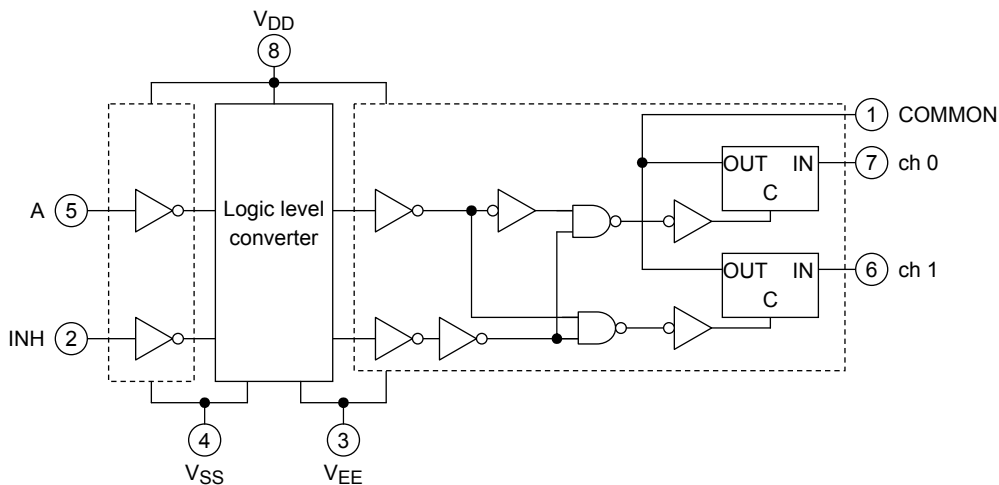 VDD
8
1 COMMON
OUT IN 7 ch 0
C
A 5
Logic level
converter
OUT IN 6 ch 1
C
INH 2
4
VSS
3
VEE